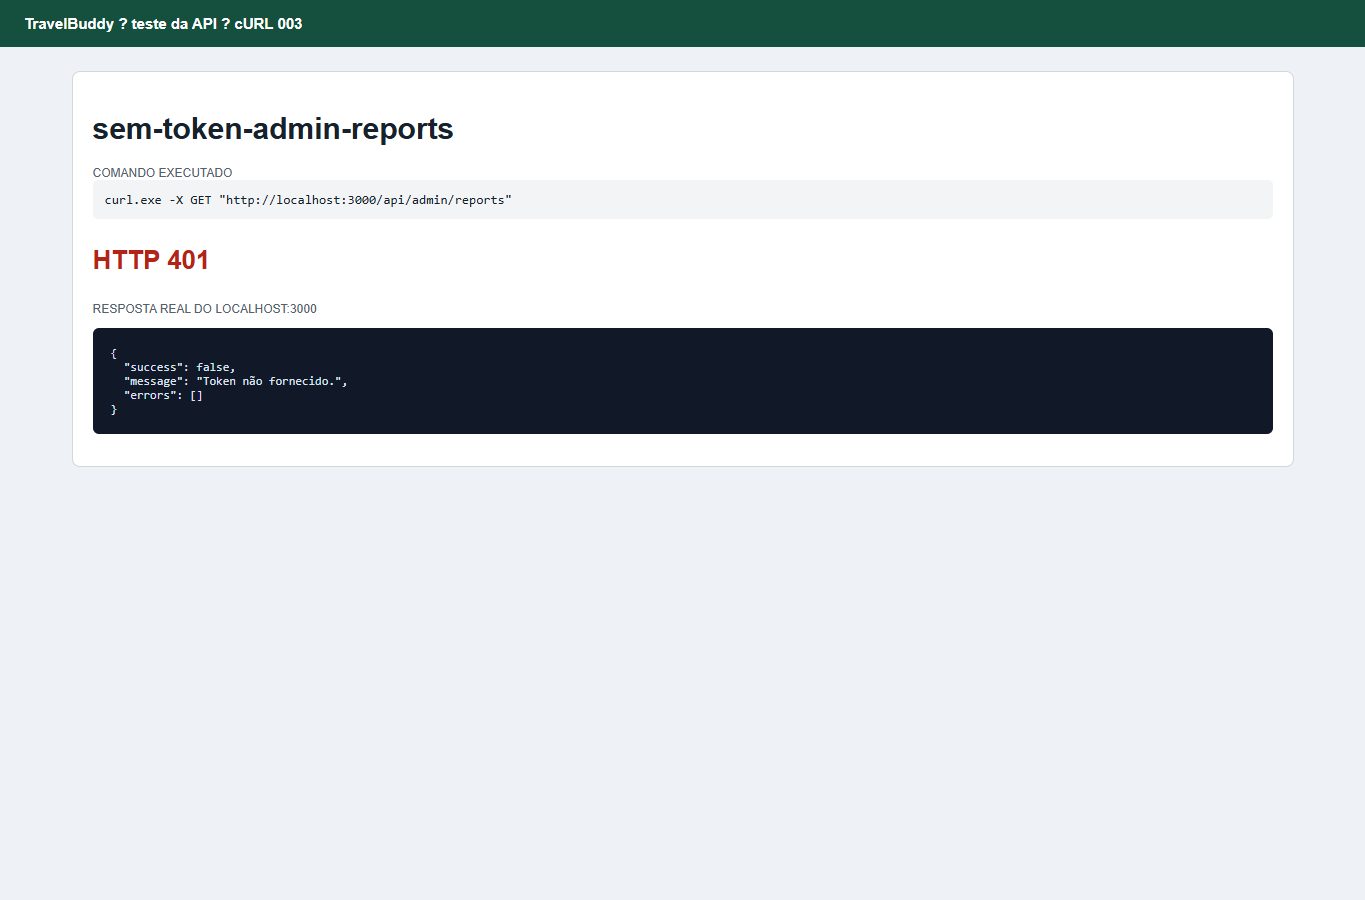 TravelBuddy ? teste da API ? cURL 003
sem-token-admin-reports
COMANDO EXECUTADO
curl.exe -X GET "http://localhost:3000/api/admin/reports"
HTTP 401
RESPOSTA REAL DO LOCALHOST:3000
{
  "success": false,
  "message": "Token não fornecido.",
  "errors": []
}